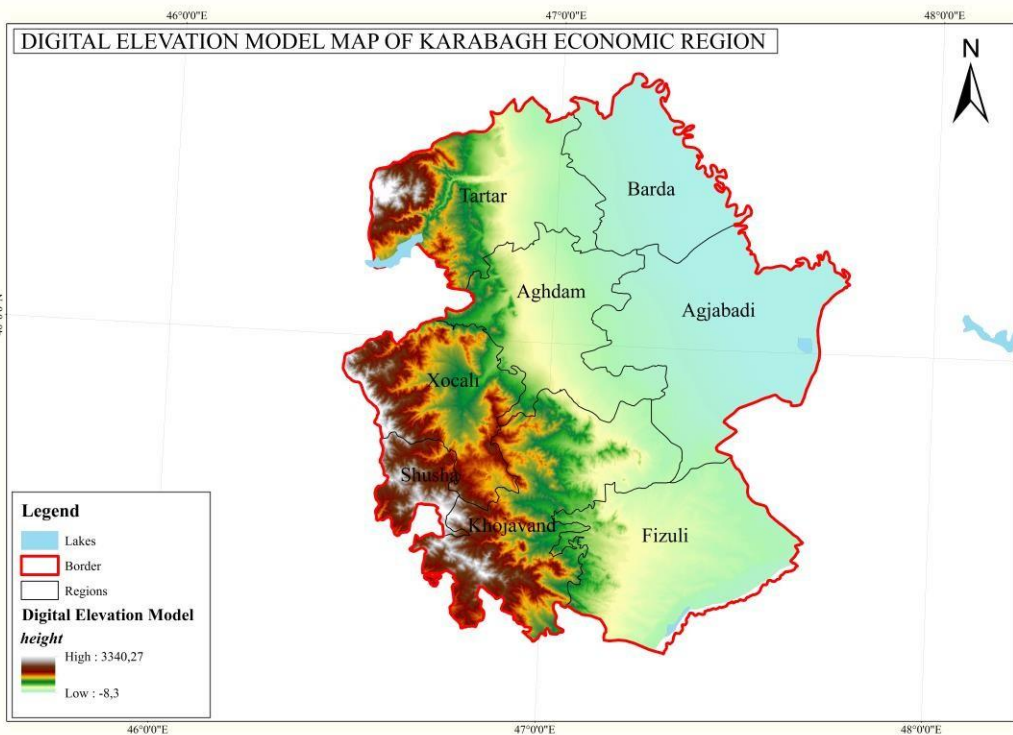 46°0'0"E 47°0'0"E 48°0'0"E
DIGITAL ELEVATION MODEL MAP OF KARABAGH ECONOMIC REGION
N
Barda
Tartar
Aghdam
Agjabadi
Xocalı
Shusha
Khojavand
Fizuli
Legend
Lakes
Border
Regions
Digital Elevation Model
height
High : 3340,27
Low : -8,3
46°0'0"E 47°0'0"E 48°0'0"E